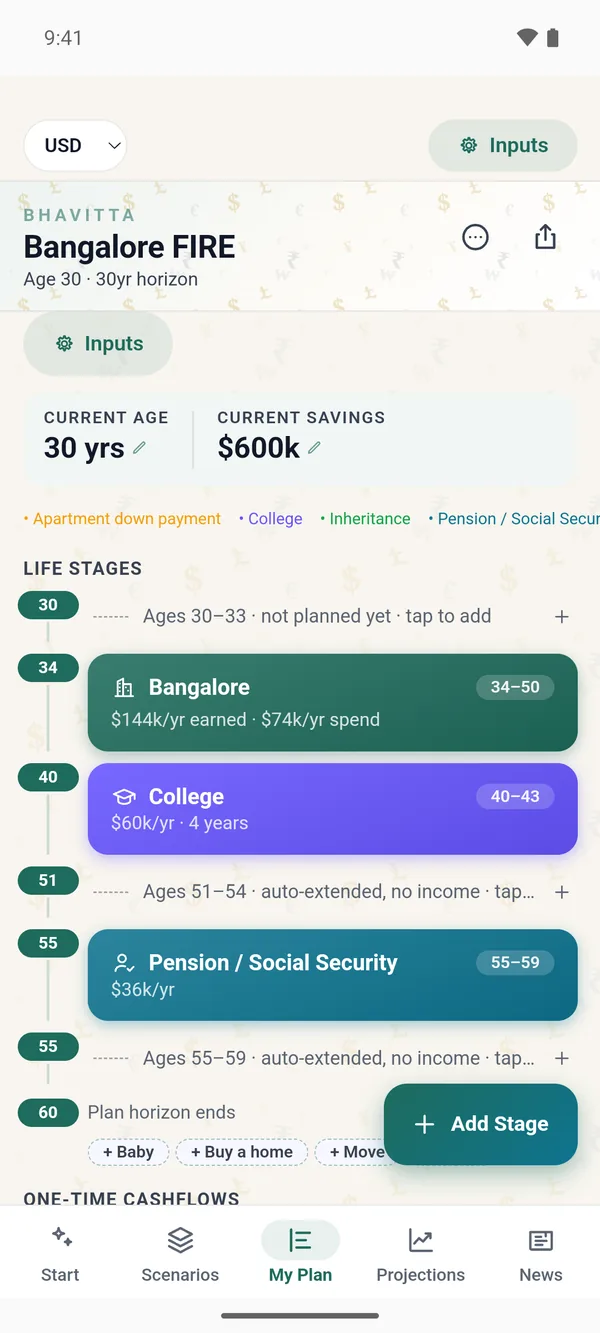 9:41
USD
Inputs
BHAVITTA
Bangalore FIRE
Age 30 · 30yr horizon
Inputs
CURRENT AGE
30 yrs
CURRENT SAVINGS
$600k
• Apartment down payment • College • Inheritance • Pension / Social Secur
LIFE STAGES
30
Ages 30–33 · not planned yet · tap to add +
34
Bangalore 34–50
$144k/yr earned · $74k/yr spend
40
College 40–43
$60k/yr · 4 years
51
Ages 51–54 · auto-extended, no income · tap... +
55
Pension / Social Security 55–59
$36k/yr
55
Ages 55–59 · auto-extended, no income · tap... +
60
Plan horizon ends
+ Add Stage
+ Baby + Buy a home + Move
ONE-TIME CASHFLOWS
Start Scenarios My Plan Projections News